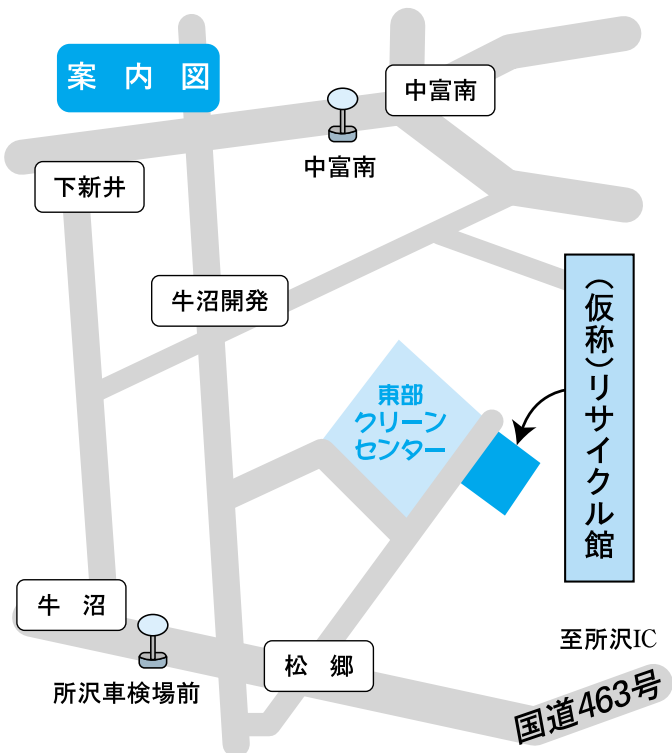 案　内　図
中富南
中富南
下新井
牛沼開発
(仮称)リサイクル館
東部
クリーン
センター
牛　沼
所沢車検場前
松　郷
至所沢IC
国道463号